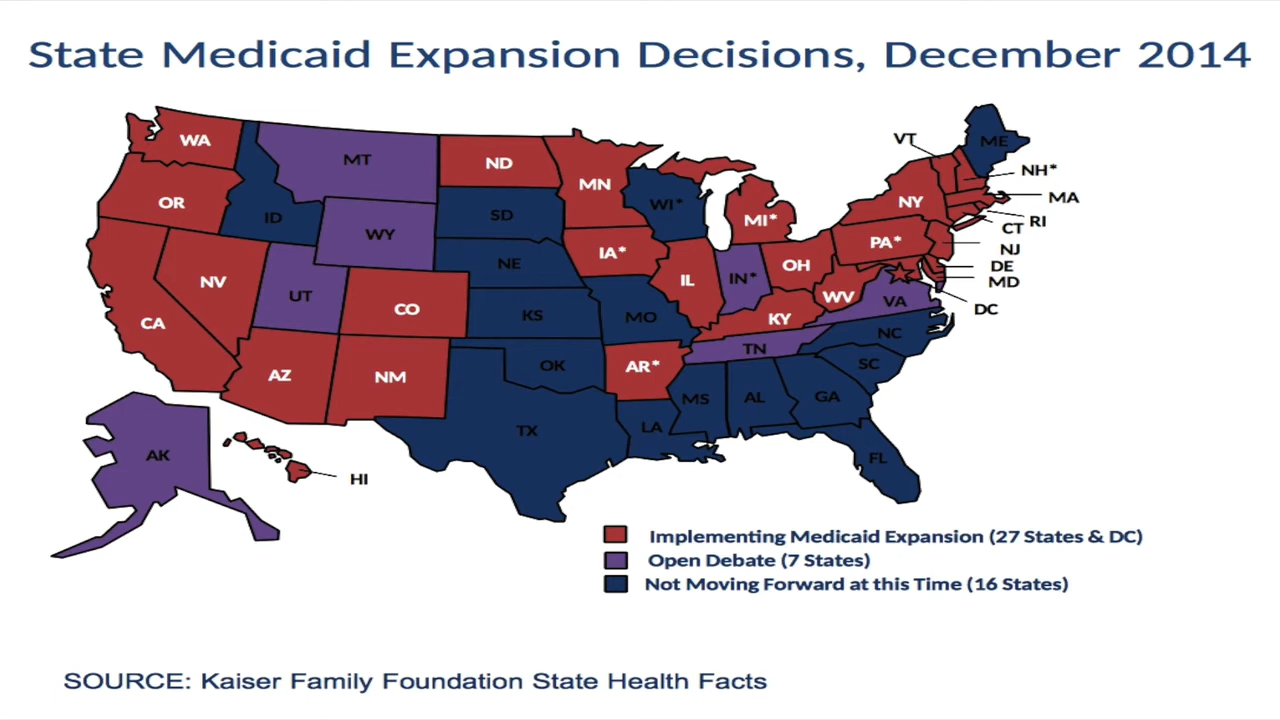 State Medicaid Expansion Decisions, December 2014
WA
MT
ND
MN
VT
ME
NH*
OR
ID
SD
WI*
MI*
NY
MA
RI
CT
WY
NE
IA*
PA*
NJ
NV
UT
CO
IL
IN*
OH
DE
MD
DC
CA
KS
MO
WV
VA
KY
NC
AZ
NM
OK
AR*
TN
SC
MS
AL
GA
TX
LA
FL
AK
HI
Implementing Medicaid Expansion (27 States & DC)
Open Debate (7 States)
Not Moving Forward at this Time (16 States)
SOURCE: Kaiser Family Foundation State Health Facts